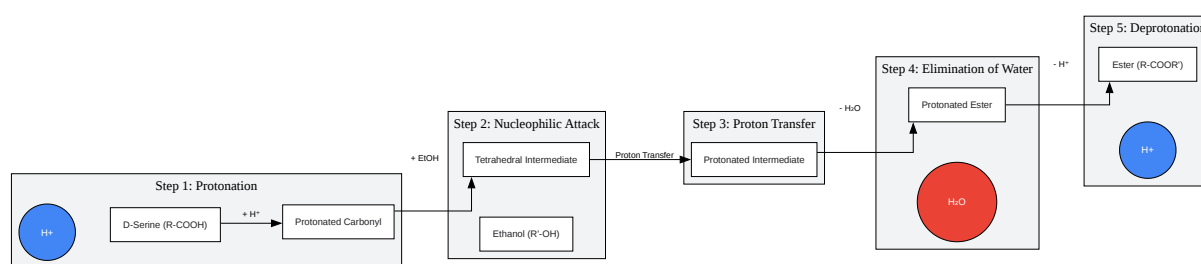 Step 1: Protonation
H+
D-Serine (R-COOH)
+ H⁺
Protonated Carbonyl
+ EtOH
Step 2: Nucleophilic Attack
Tetrahedral Intermediate
Ethanol (R'-OH)
Proton Transfer
Step 3: Proton Transfer
Protonated Intermediate
- H₂O
Step 4: Elimination of Water
Protonated Ester
H₂O
- H⁺
Step 5: Deprotonation
Ester (R-COOR')
H+